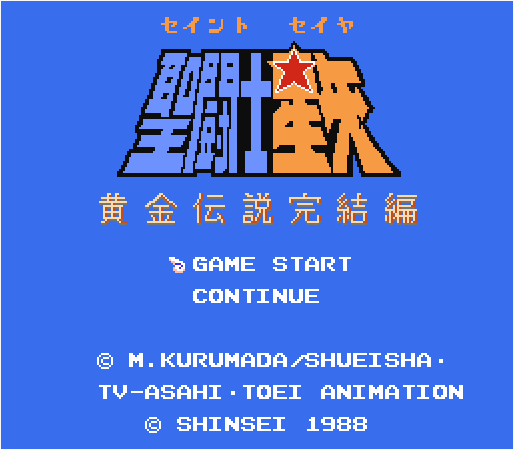 セイント セイヤ
聖闘士星矢
黄金伝説完結編
GAME START
CONTINUE
© M.KURUMADA/SHUEISHA・
TV-ASAHI・TOEI ANIMATION
© SHINSEI 1988